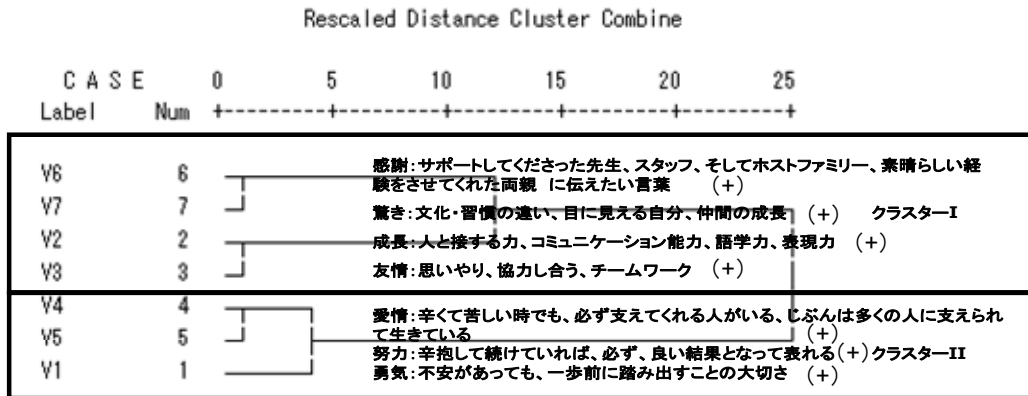 Rescaled Distance Cluster Combine
C A S E 0 5 10 15 20 25
Label Num +---------+---------+---------+---------+---------+
V6 6 感謝：サポートしてくださった先生、スタッフ、そしてホストファミリー、素晴らしい経
験をさせてくれた両親 に伝えたい言葉 (＋)
V7 7 驚き：文化・習慣の違い、目に見える自分、仲間の成長 (＋) クラスターI
V2 2 成長：人と接する力、コミュニケーション能力、語学力、表現力 (＋)
V3 3 友情：思いやり、協力し合う、チームワーク (＋)
V4 4 愛情：辛くて苦しい時でも、必ず支えてくれる人がいる、じぶんは多くの人に支えられ
V5 5 て生きている (＋)
努力：辛抱して続けていれば、必ず、良い結果となって表れる(＋)クラスターII
V1 1 勇気：不安があっても、一歩前に踏み出すことの大切さ (＋)